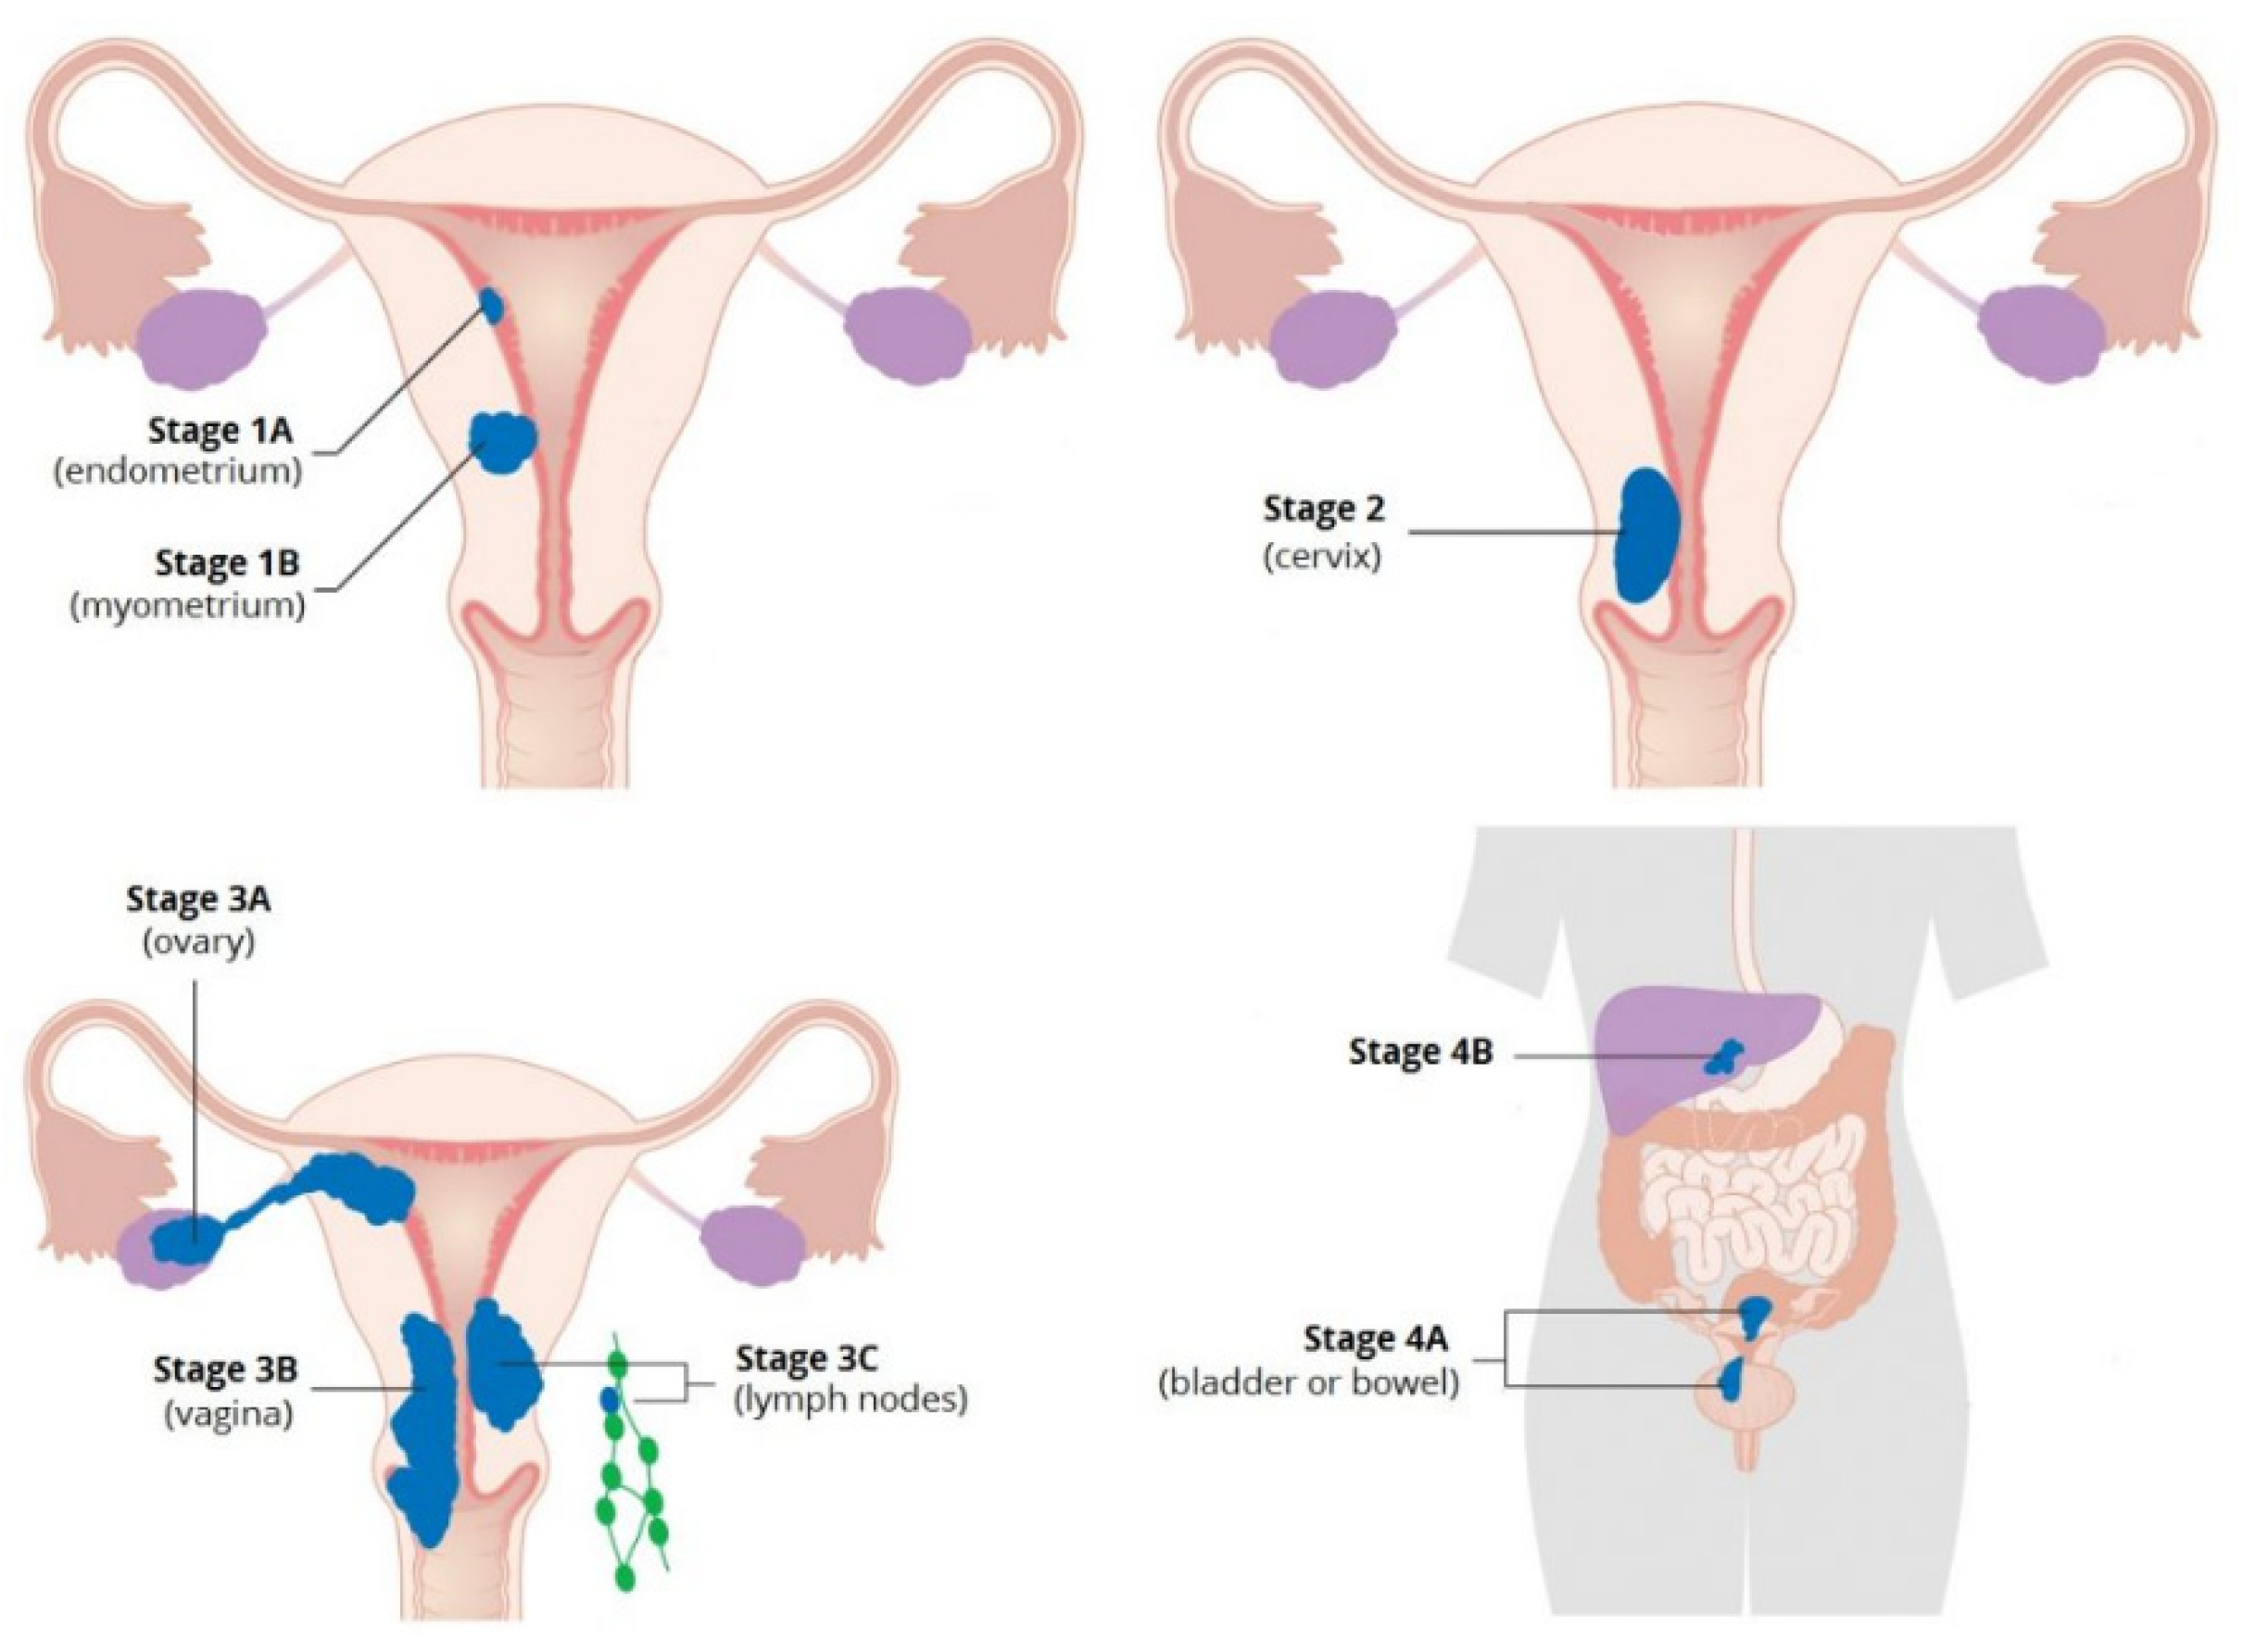 Stage 1A
(endometrium)
Stage 1B
(myometrium)
Stage 2
(cervix)
Stage 3A
(ovary)
Stage 3B
(vagina)
Stage 3C
(lymph nodes)
Stage 4B
Stage 4A
(bladder or bowel)